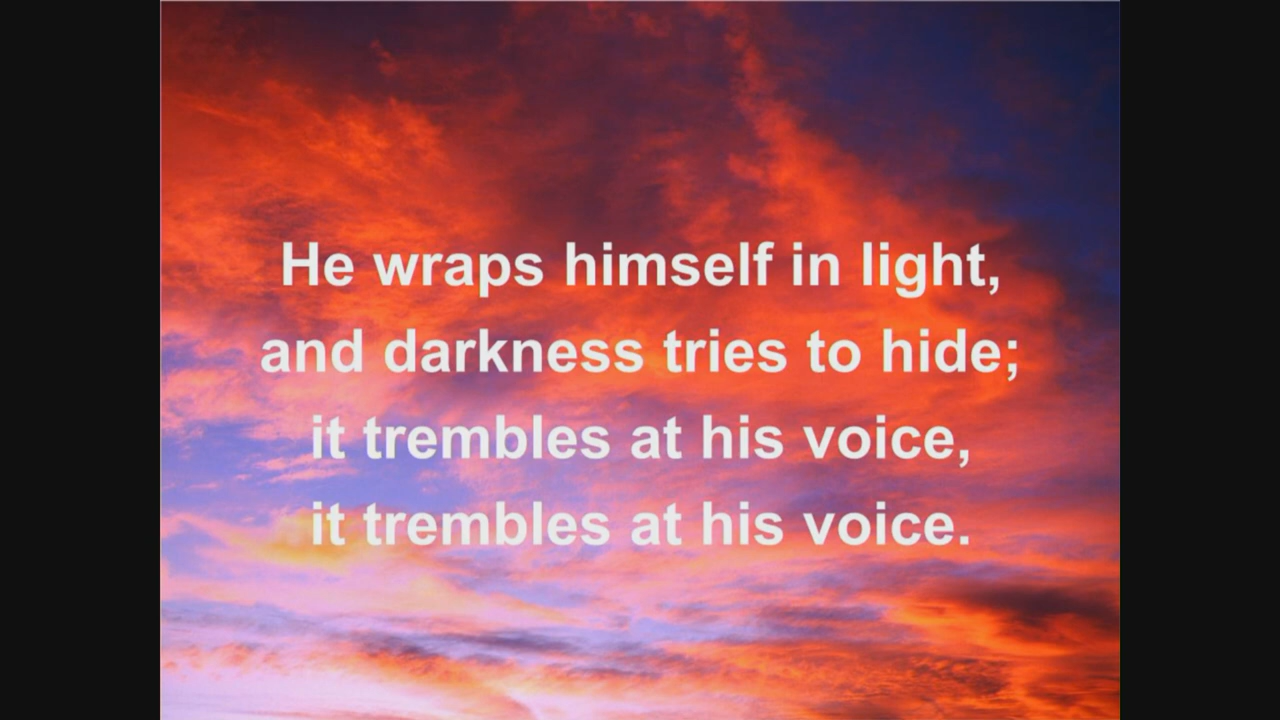 He wraps himself in light,
and darkness tries to hide;
it trembles at his voice,
it trembles at his voice.